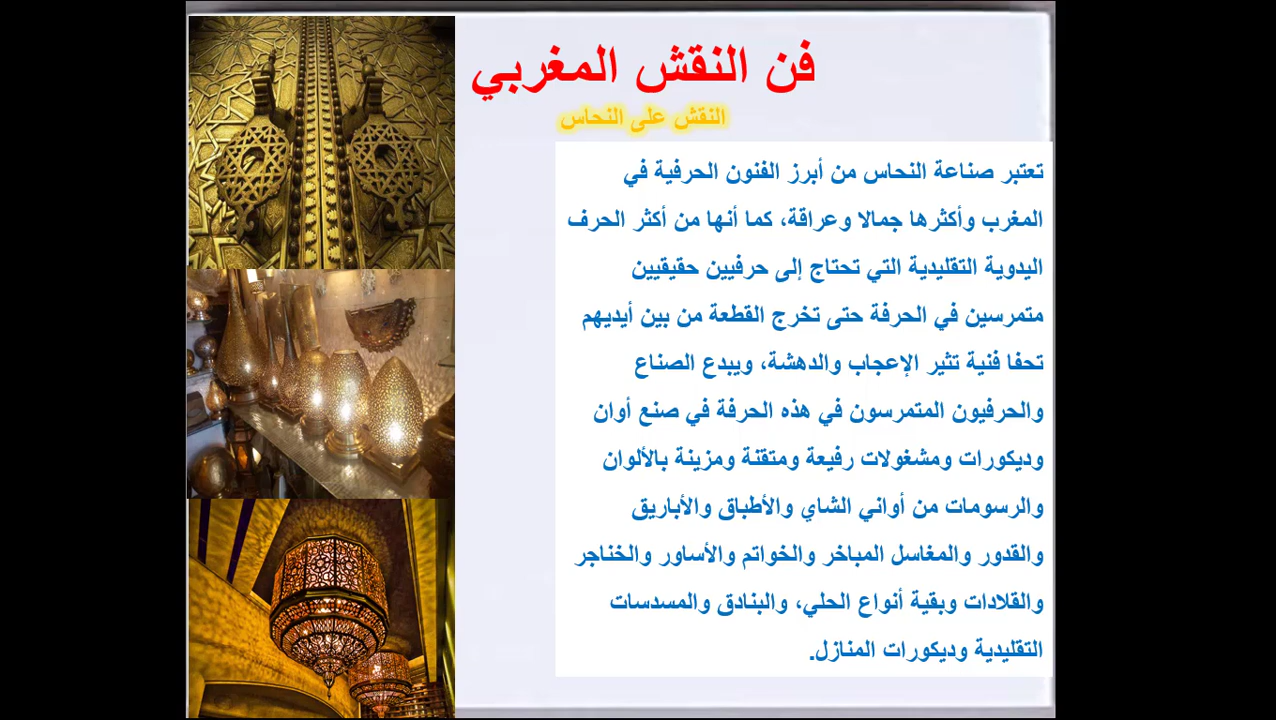 فن النقش المغربي
النقش على النحاس
تعتبر صناعة النحاس من أبرز الفنون الحرفية في
المغرب وأكثرها جمالا وعراقة، كما أنها من أكثر الحرف
اليدوية التقليدية التي تحتاج إلى حرفيين حقيقيين
متمرسين في الحرفة حتى تخرج القطعة من بين أيديهم
تحفا فنية تثير الإعجاب والدهشة، ويبدع الصناع
والحرفيون المتمرسون في هذه الحرفة في صنع أوان
وديكورات ومشغولات رفيعة ومتقنة ومزينة بالألوان
والرسومات من أواني الشاي والأطباق والأباريق
والقدور والمغاسل المباخر والخواتم والأساور والخناجر
والقلادات وبقية أنواع الحلي، والبنادق والمسدسات
التقليدية وديكورات المنازل.